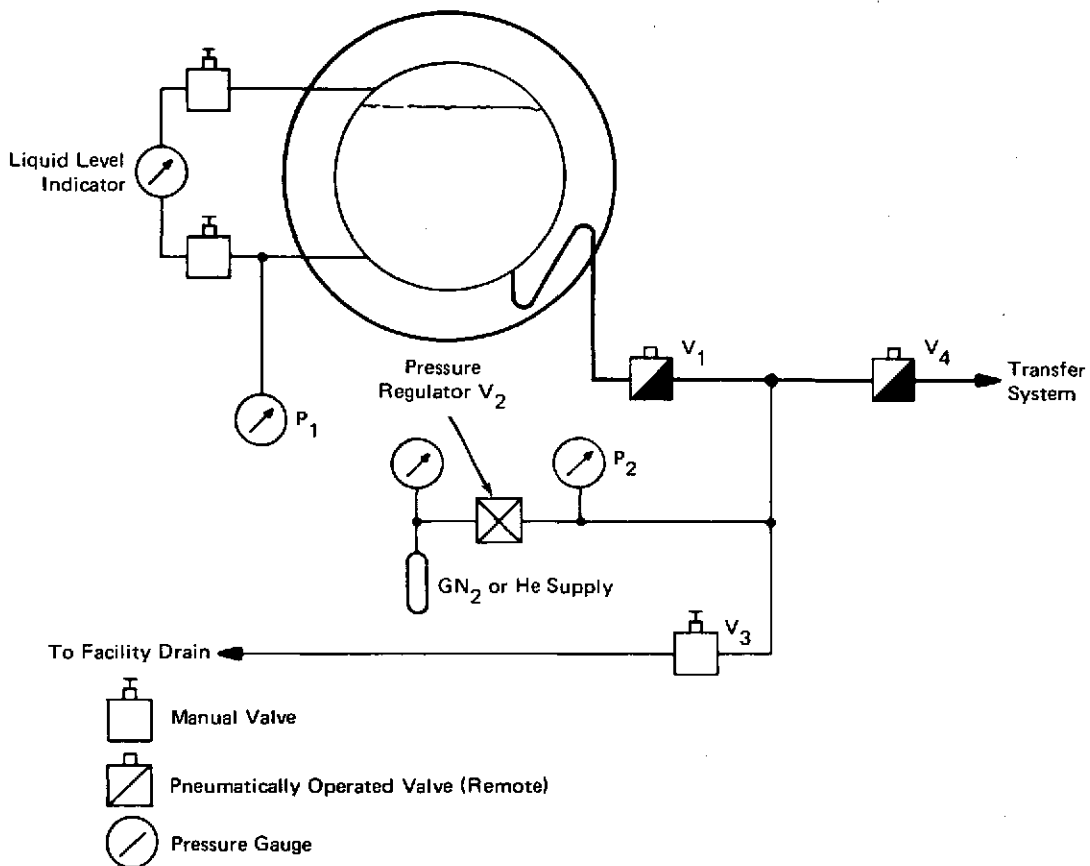 Liquid Level
Indicator
P1
Pressure
Regulator V2
P2
V1
V4
Transfer
System
GN2 or He Supply
V3
To Facility Drain
Manual Valve
Pneumatically Operated Valve (Remote)
Pressure Gauge